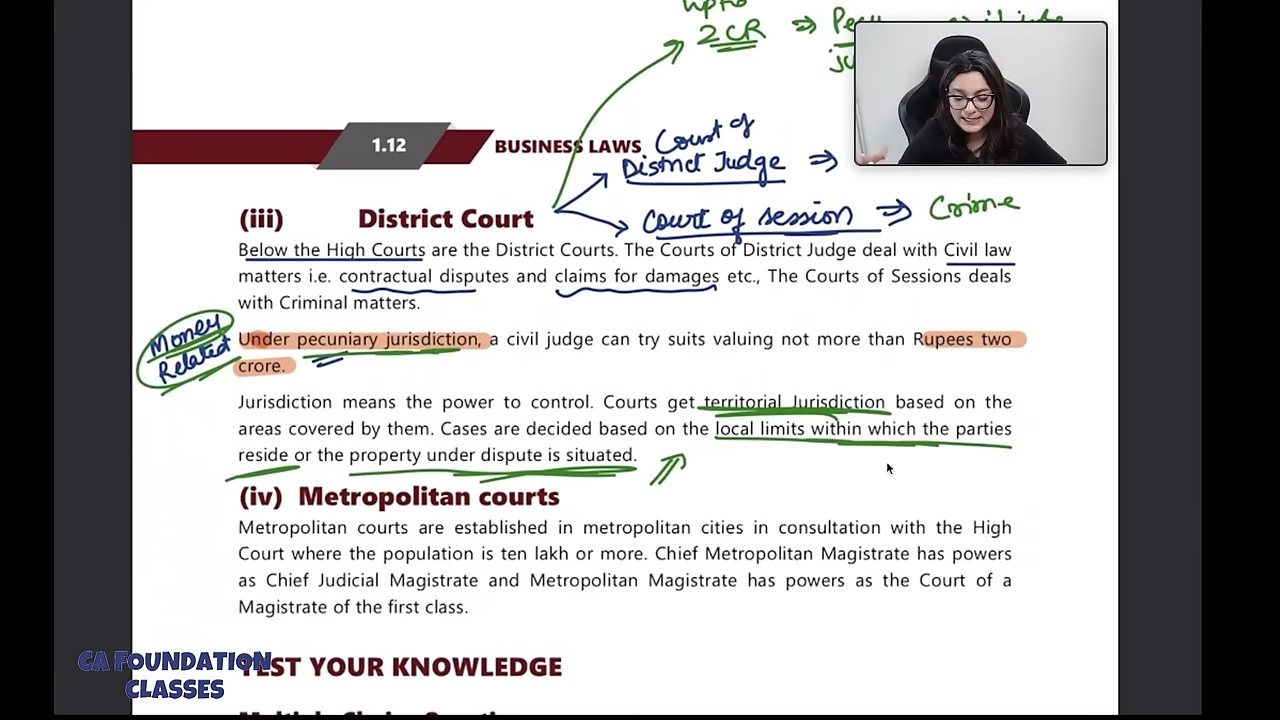 upto
2CR ⇒
1.12
BUSINESS LAWS
Court of
District Judge ⇒
(iii) District Court
Court of session ⇒ Crime
Below the High Courts are the District Courts. The Courts of District Judge deal with Civil law
matters i.e. contractual disputes and claims for damages etc., The Courts of Sessions deals
with Criminal matters.
Money
Related
Under pecuniary jurisdiction, a civil judge can try suits valuing not more than Rupees two
crore.
Jurisdiction means the power to control. Courts get territorial Jurisdiction based on the
areas covered by them. Cases are decided based on the local limits within which the parties
reside or the property under dispute is situated.
(iv) Metropolitan courts
Metropolitan courts are established in metropolitan cities in consultation with the High
Court where the population is ten lakh or more. Chief Metropolitan Magistrate has powers
as Chief Judicial Magistrate and Metropolitan Magistrate has powers as the Court of a
Magistrate of the first class.
TEST YOUR KNOWLEDGE
CA FOUNDATION
CLASSES